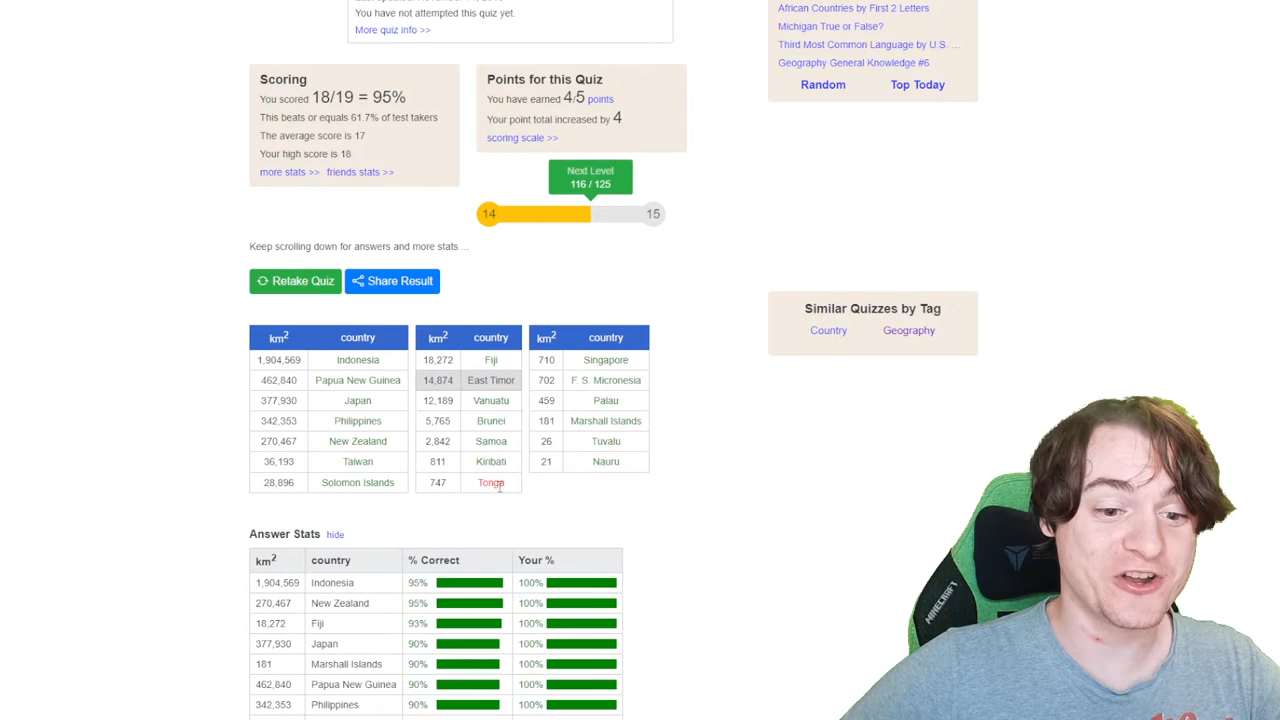 You have not attempted this quiz yet.
More quiz info >>
African Countries by First 2 Letters
Michigan True or False?
Third Most Common Language by U.S. ...
Geography General Knowledge #6
Random Top Today
Scoring
You scored 18/19 = 95%
This beats or equals 61.7% of test takers
The average score is 17
Your high score is 18
more stats >> friends stats >>
Points for this Quiz
You have earned 4/5 points
Your point total increased by 4
scoring scale >>
Next Level
116 / 125
14 15
Keep scrolling down for answers and more stats ...
Retake Quiz Share Result
Similar Quizzes by Tag
Country Geography
km2 country km2 country km2 country
1,904,569 Indonesia 18,272 Fiji 710 Singapore
462,840 Papua New Guinea 14,874 East Timor 702 F. S. Micronesia
377,930 Japan 12,189 Vanuatu 459 Palau
342,353 Philippines 5,765 Brunei 181 Marshall Islands
270,467 New Zealand 2,842 Samoa 26 Tuvalu
36,193 Taiwan 811 Kiribati 21 Nauru
28,896 Solomon Islands 747 Tonga
Answer Stats hide
km2 country % Correct Your %
1,904,569 Indonesia 95% 100%
270,467 New Zealand 95% 100%
18,272 Fiji 93% 100%
377,930 Japan 90% 100%
181 Marshall Islands 90% 100%
462,840 Papua New Guinea 90% 100%
342,353 Philippines 90% 100%
MINECRAFT